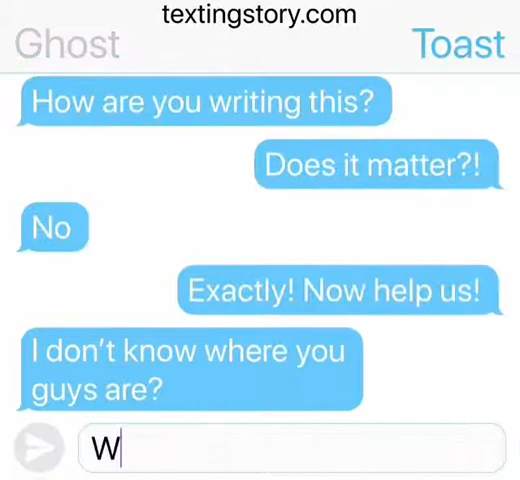 textingstory.com
Ghost
Toast
How are you writing this?
Does it matter?!
No
Exactly! Now help us!
I don't know where you
guys are?
W